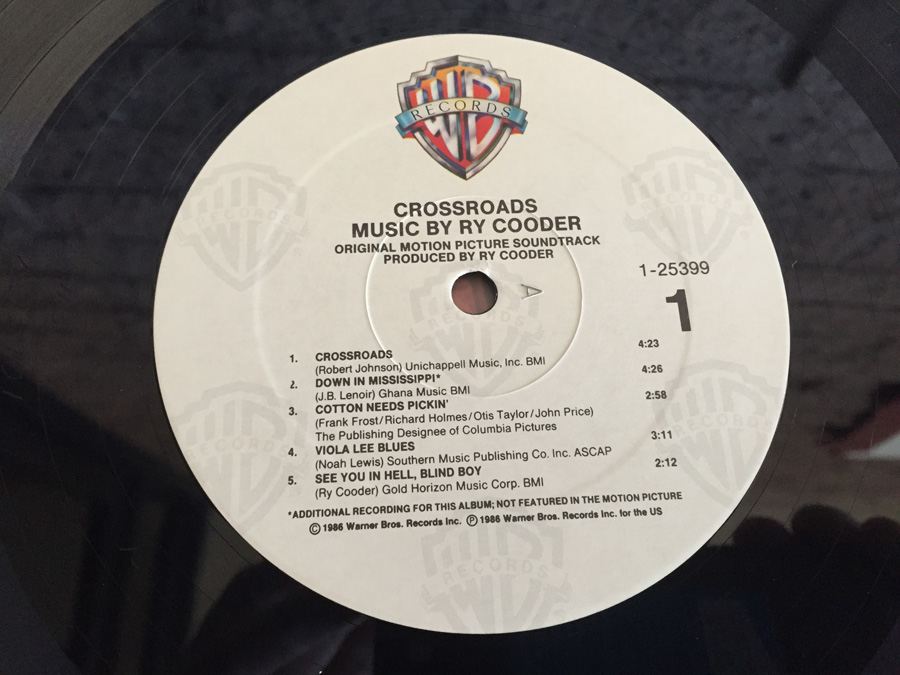 RECORDS
CROSSROADS
MUSIC BY RY COODER
ORIGINAL MOTION PICTURE SOUNDTRACK
PRODUCED BY RY COODER
1-25399
1
A
1. CROSSROADS 4:23
(Robert Johnson) Unichappell Music, Inc. BMI
2. DOWN IN MISSISSIPPI* 4:26
(J.B. Lenoir) Ghana Music BMI
3. COTTON NEEDS PICKIN' 2:58
(Frank Frost/Richard Holmes/Otis Taylor/John Price)
The Publishing Designee of Columbia Pictures
4. VIOLA LEE BLUES 3:11
(Noah Lewis) Southern Music Publishing Co. Inc. ASCAP
5. SEE YOU IN HELL, BLIND BOY 2:12
(Ry Cooder) Gold Horizon Music Corp. BMI
*ADDITIONAL RECORDING FOR THIS ALBUM; NOT FEATURED IN THE MOTION PICTURE
© 1986 Warner Bros. Records Inc. ℗ 1986 Warner Bros. Records Inc. for the US
RECORDS